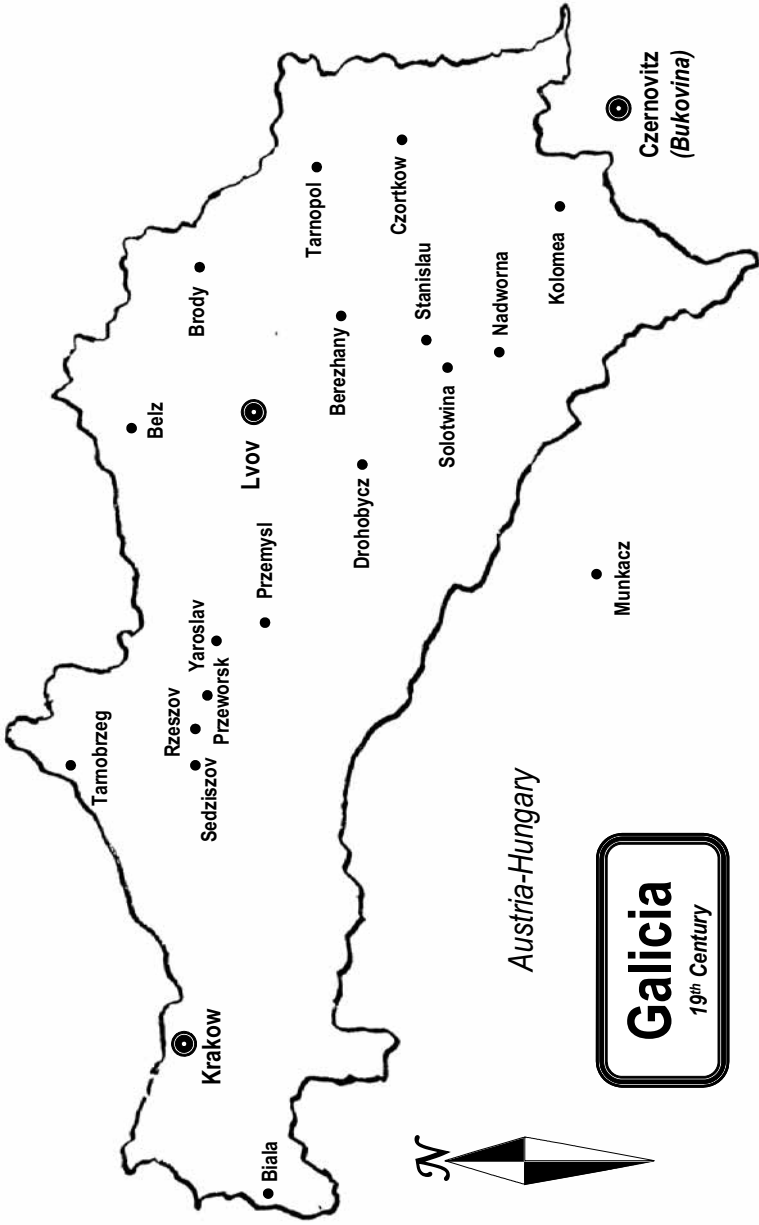 Tarnobrzeg
Belz
Rzeszov
Yaroslav
Brody
Sedziszov
Krakow
Przeworsk
Lvov
Przemysl
Biala
Tarnopol
Berezhany
Drohobycz
Czortkow
Stanislau
N
Solotwina
Nadworna
Austria-Hungary
Kolomea
Munkacz
Czernovitz
(Bukovina)
Galicia
19th Century